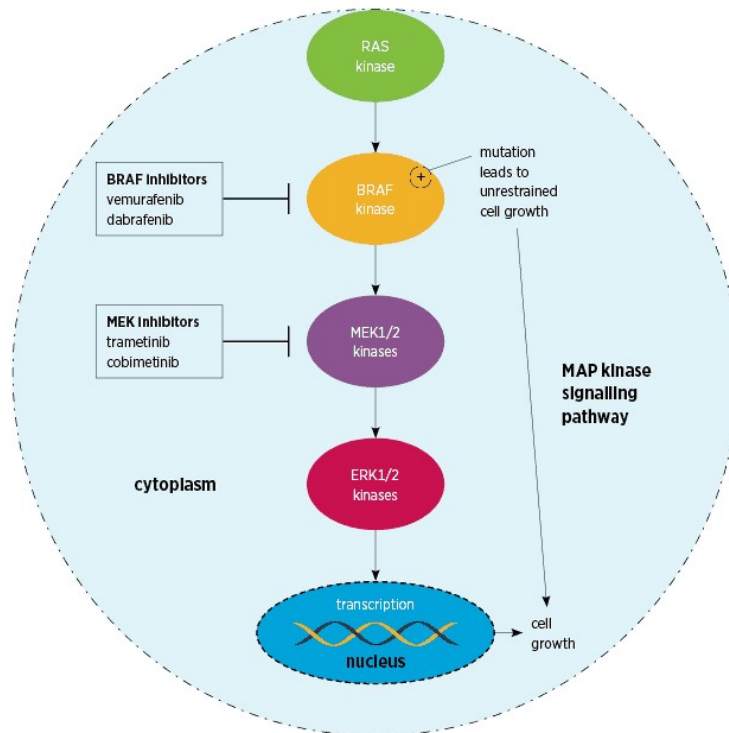 RAS
kinase
BRAF inhibitors
vemurafenib
dabrafenib
+
BRAF
kinase
mutation
leads to
unrestrained
cell growth
MEK inhibitors
trametinib
cobimetinib
MEK1/2
kinases
MAP kinase
signalling
pathway
cytoplasm
ERK1/2
kinases
transcription
nucleus
cell
growth